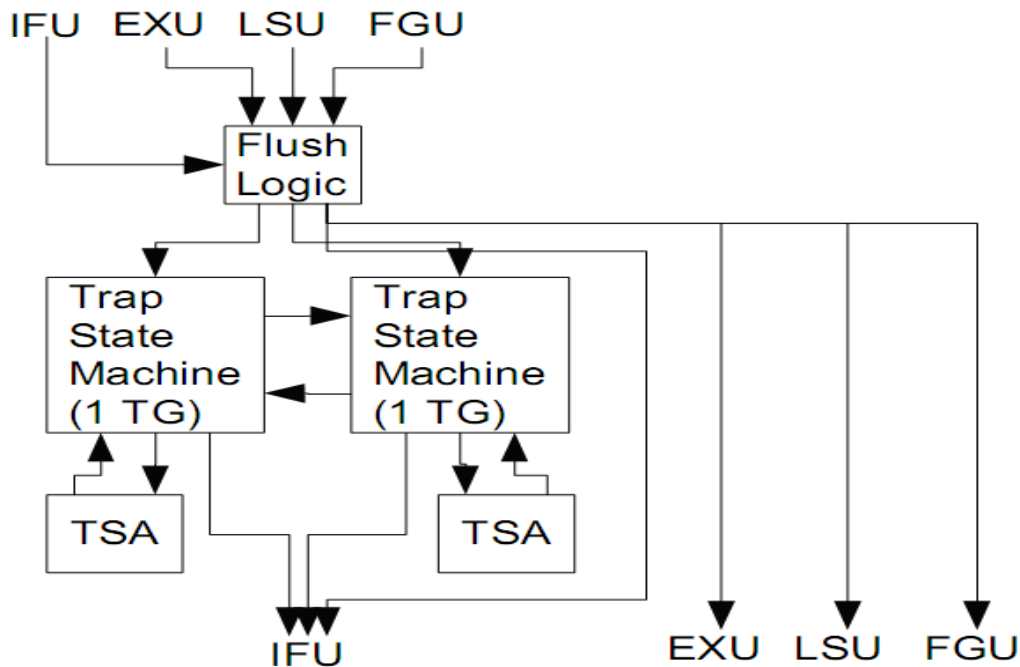 IFU EXU LSU FGU
Flush
Logic
Trap
State
Machine
(1 TG)
Trap
State
Machine
(1 TG)
TSA
TSA
IFU
EXU LSU FGU